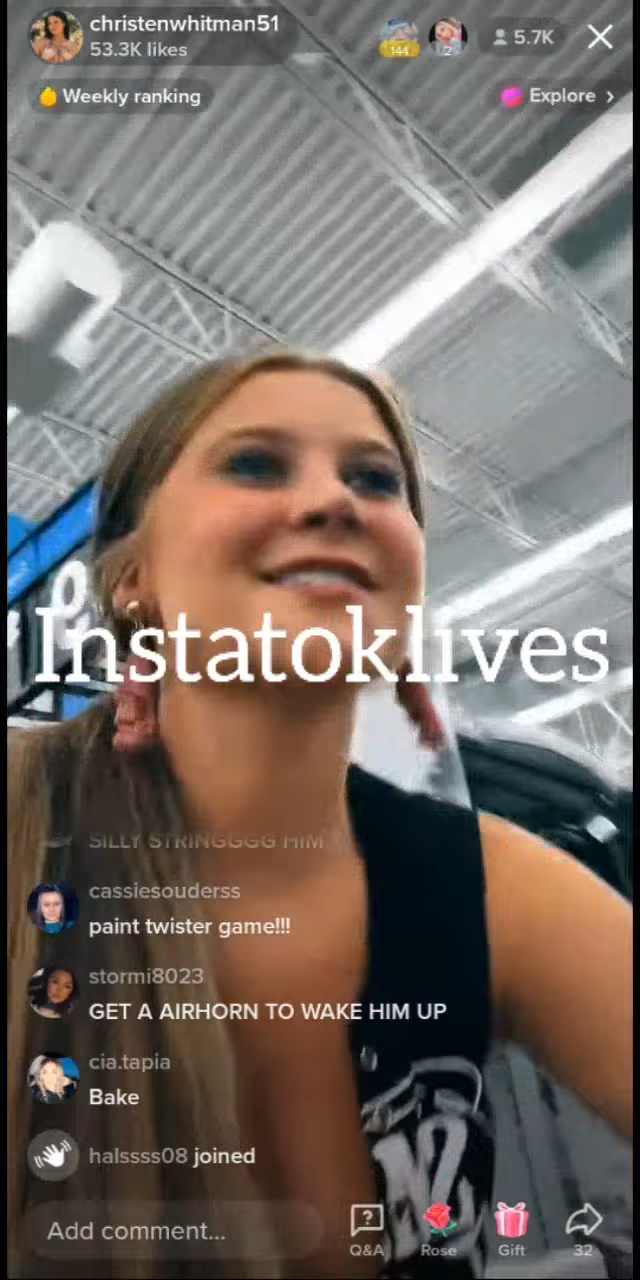 christenwhitman51
53.3K likes
144
2
5.7K
Weekly ranking
Explore
Instatoklives
SILLY STRINGGGG HIM
cassiesouderss
paint twister game!!!
stormi8023
GET A AIRHORN TO WAKE HIM UP
cia.tapia
Bake
halssss08 joined
Add comment...
Q&A
Rose
Gift
32